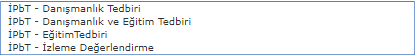 İPbT - Danışmanlık Tedbiri
İPbT - Danışmanlık ve Eğitim Tedbiri
İPbT - EğitimTedbiri
İPbT - İzleme Değerlendirme